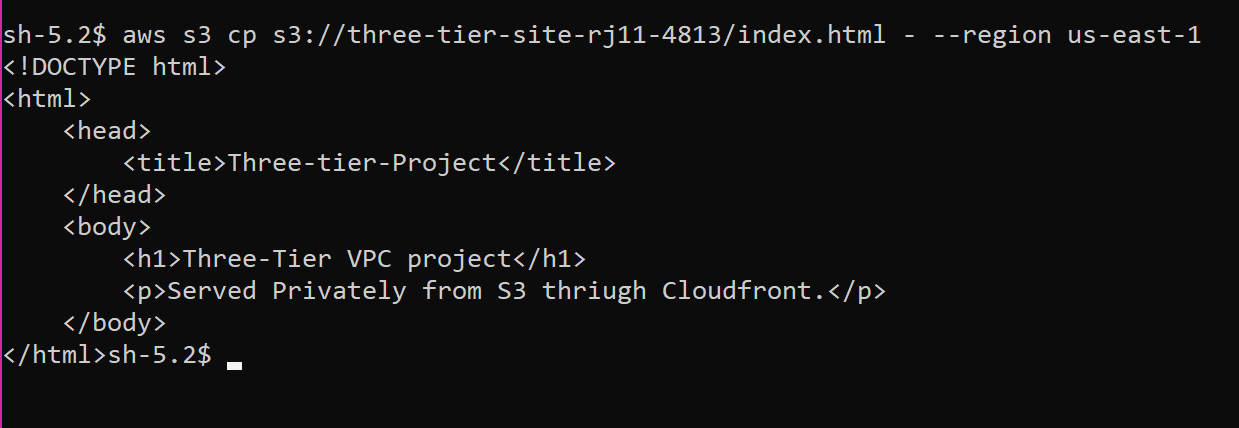 sh-5.2$ aws s3 cp s3://three-tier-site-rj11-4813/index.html - --region us-east-1
<!DOCTYPE html>
<html>
    <head>
        <title>Three-tier-Project</title>
    </head>
    <body>
        <h1>Three-Tier VPC project</h1>
        <p>Served Privately from S3 thriugh Cloudfront.</p>
    </body>
</html>sh-5.2$